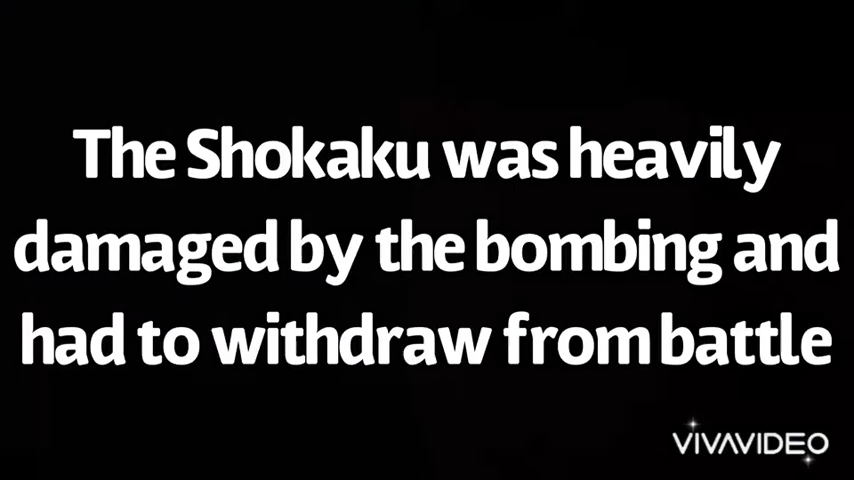 The Shokaku was heavily
damaged by the bombing and
had to withdraw from battle
VIVAVIDEO